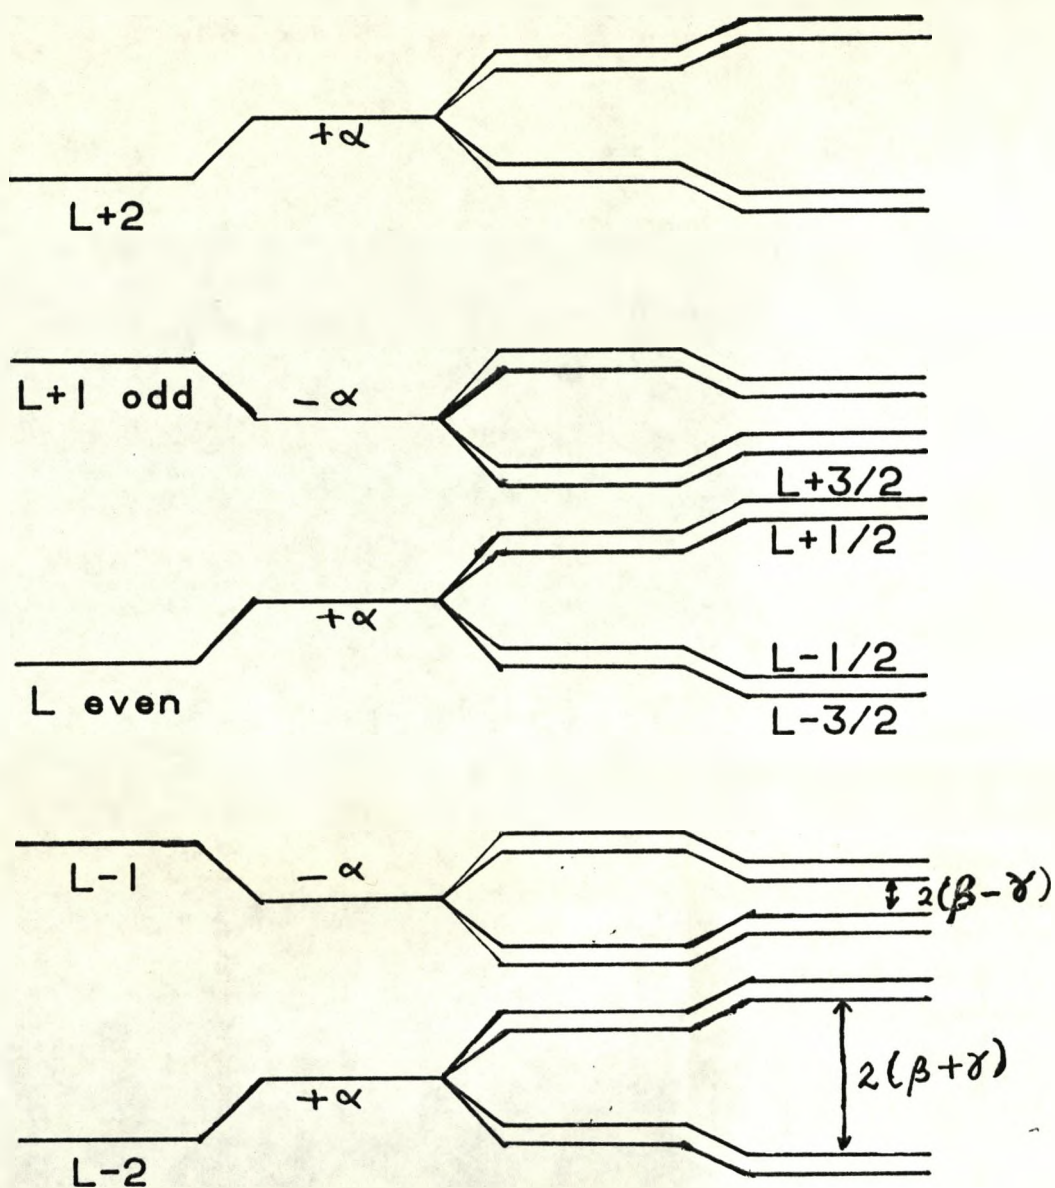 +α
L+2
L+1 odd
-α
L+3/2
L+1/2
+α
L-1/2
L even
L-3/2
L-1
-α
2(β-γ)
2(β+γ)
+α
L-2